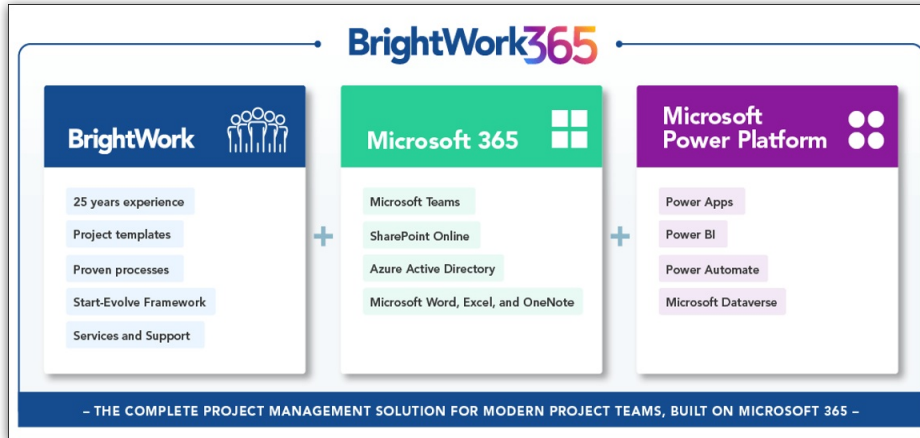 BrightWork365
BrightWork
25 years experience
Project templates
Proven processes
Start-Evolve Framework
Services and Support
+
Microsoft 365
Microsoft Teams
SharePoint Online
Azure Active Directory
Microsoft Word, Excel, and OneNote
+
Microsoft
Power Platform
Power Apps
Power BI
Power Automate
Microsoft Dataverse
– THE COMPLETE PROJECT MANAGEMENT SOLUTION FOR MODERN PROJECT TEAMS, BUILT ON MICROSOFT 365 –